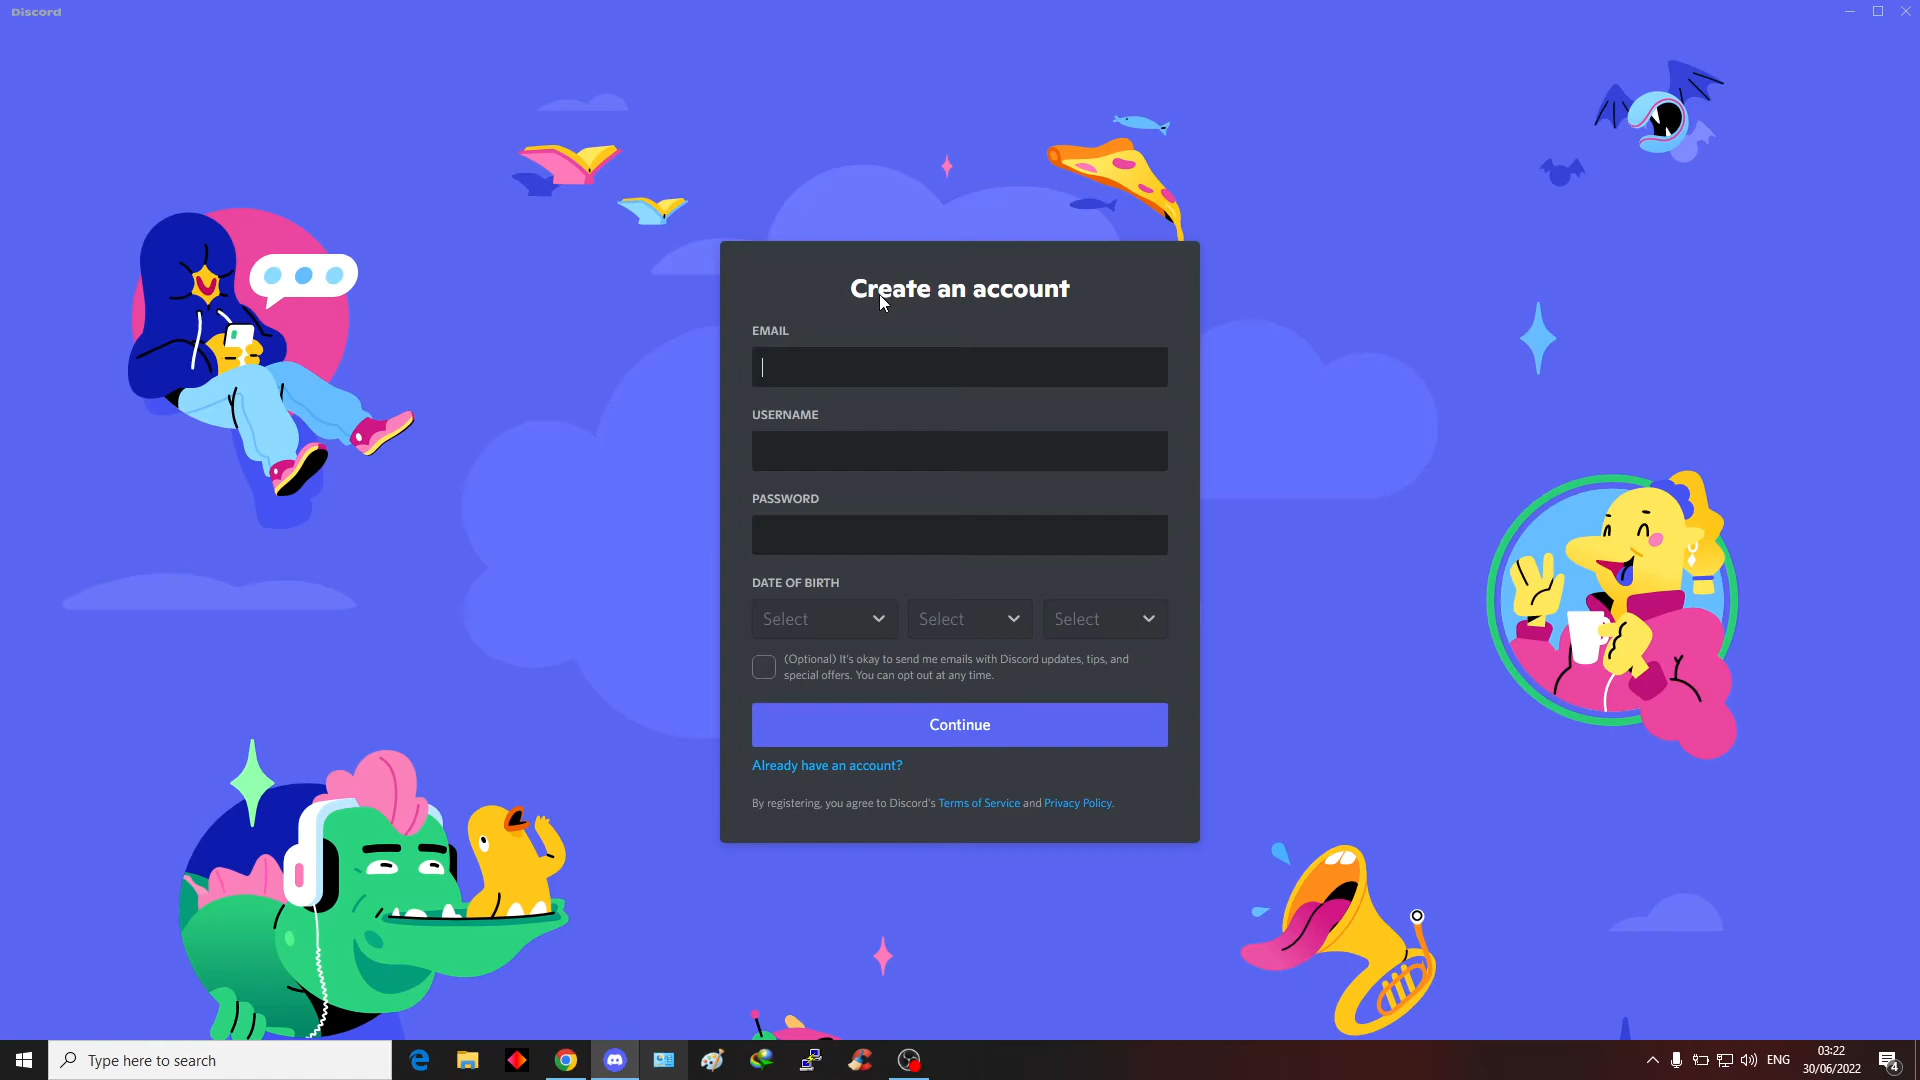 Discord
Create an account
EMAIL
USERNAME
PASSWORD
DATE OF BIRTH
Select Select Select
(Optional) It's okay to send me emails with Discord updates, tips, and
special offers. You can opt out at any time.
Continue
Already have an account?
By registering, you agree to Discord's Terms of Service and Privacy Policy.
Type here to search
ENG
03:22
30/06/2022
4